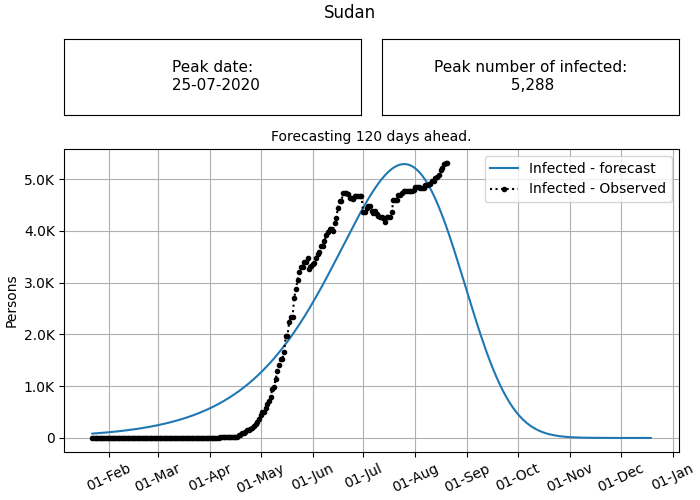 Sudan
Peak date:
25-07-2020
Peak number of infected:
5,288
Forecasting 120 days ahead.
Infected - forecast
Infected - Observed
Persons
5.0K
4.0K
3.0K
2.0K
1.0K
0
01-Feb
01-Mar
01-Apr
01-May
01-Jun
01-Jul
01-Aug
01-Sep
01-Oct
01-Nov
01-Dec
01-Jan